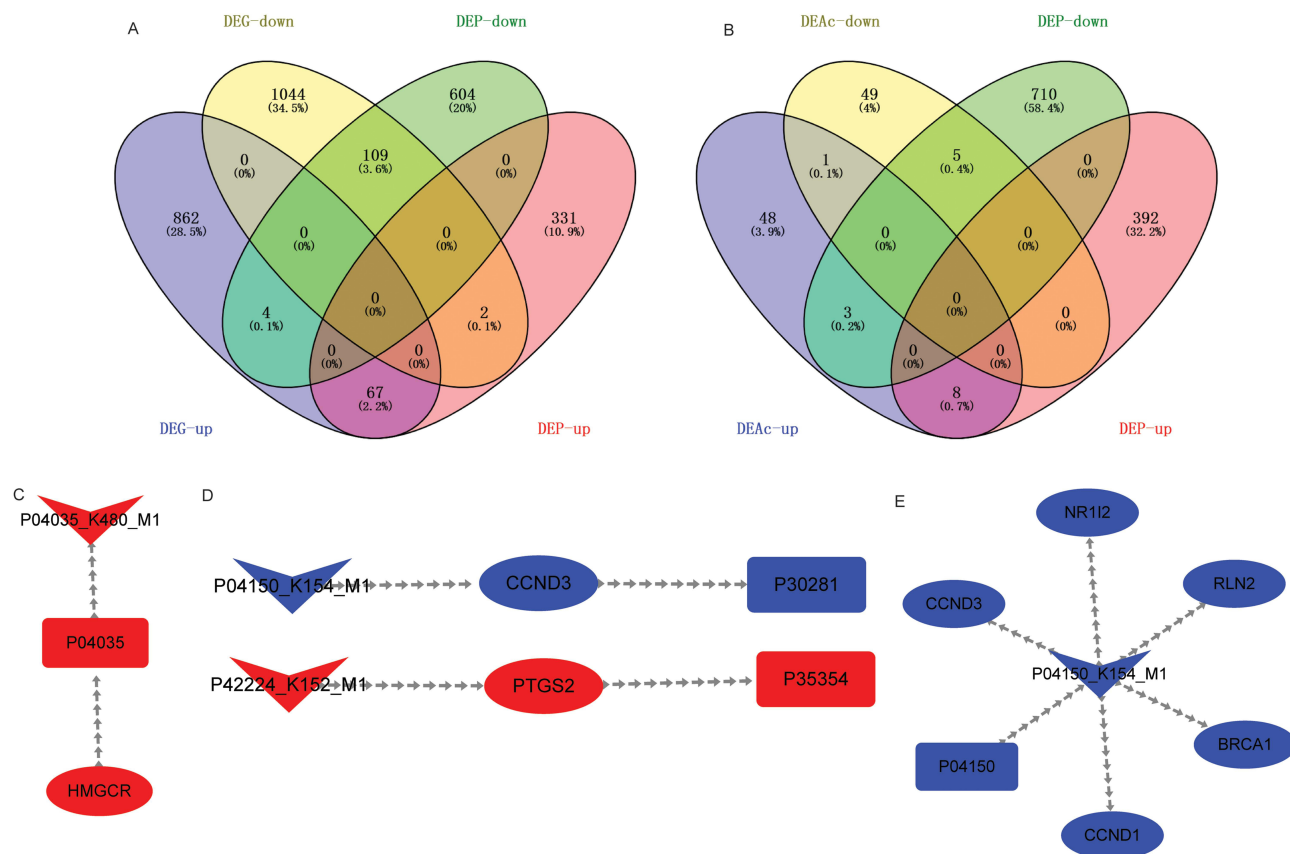 A
DEG-down
DEP-down
1044
(34.5%)
604
(20%)
0
(0%)
109
(3.6%)
0
(0%)
862
(28.5%)
0
(0%)
0
(0%)
331
(10.9%)
4
(0.1%)
0
(0%)
2
(0.1%)
0
(0%)
0
(0%)
67
(2.2%)
DEG-up
DEP-up
B
DEAc-down
DEP-down
49
(4%)
710
(58.4%)
1
(0.1%)
5
(0.4%)
0
(0%)
48
(3.9%)
0
(0%)
0
(0%)
392
(32.2%)
3
(0.2%)
0
(0%)
0
(0%)
0
(0%)
0
(0%)
8
(0.7%)
DEAc-up
DEP-up
C
P04035_K480_M1
P04035
HMGCR
D
P04150_K154_M1
CCND3
P30281
P42224_K152_M1
PTGS2
P35354
E
NR1I2
CCND3
RLN2
P04150_K154_M1
P04150
BRCA1
CCND1